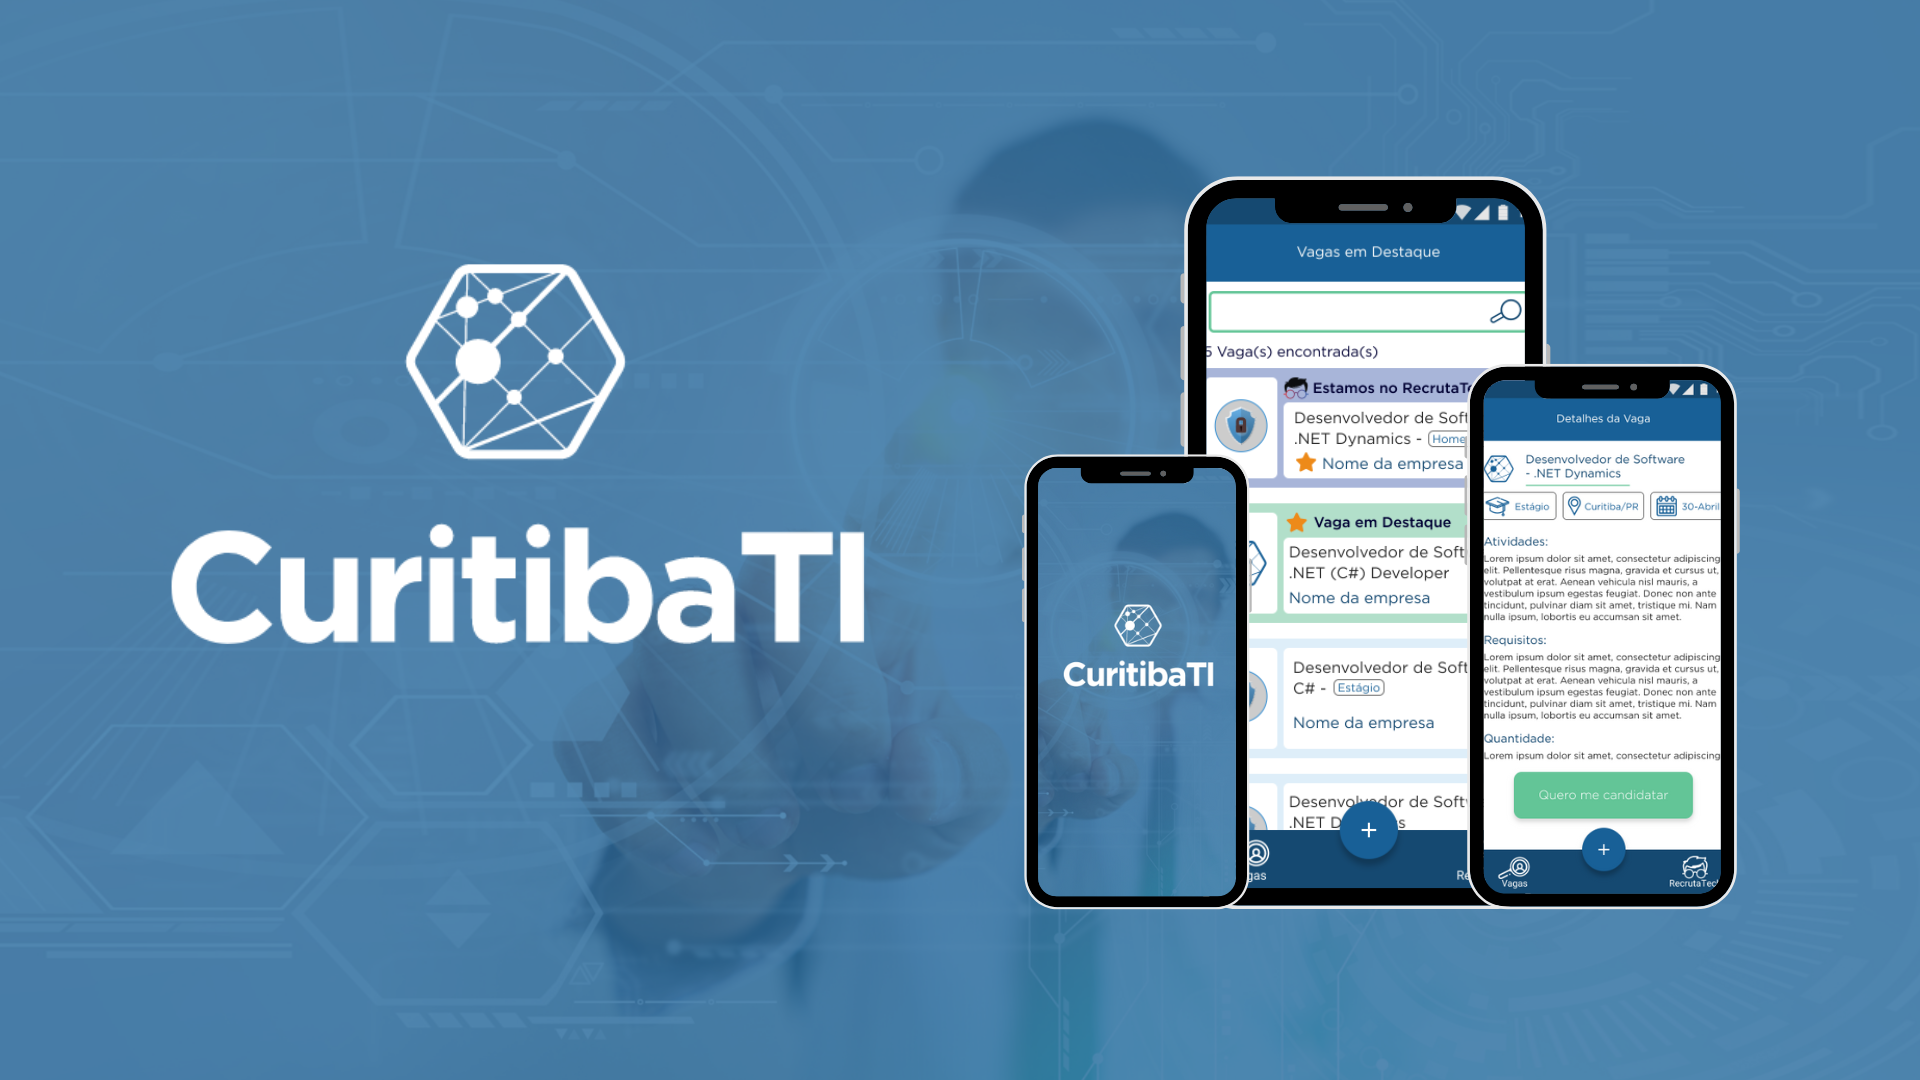 CuritibaTI
CuritibaTI
Vagas em Destaque
5 Vaga(s) encontrada(s)
Estamos no
Desenvolvedor de
.NET Dynamics - Home
Nome da empresa
Vaga em Destaque
Desenvolvedor de
.NET (C#) Developer
Nome da empresa
Desenvolvedor de
C# - Estágio
Nome da empresa
Desenvolvedor de
.NET
+
Detalhes da Vaga
Desenvolvedor de Software
- .NET Dynamics
Estágio
Curitiba/PR
30-Abril
Atividades:
Lorem ipsum dolor sit amet, consectetur adipiscing
elit. Pellentesque risus magna, gravida et cursus ut,
volutpat at erat. Aenean vehicula nisl mauris, a
vestibulum ipsum egestas feugiat. Donec non ante
tincidunt, pulvinar diam sit amet, tristique mi. Nam
nulla ipsum, lobortis eu accumsan sit amet.
Requisitos:
Lorem ipsum dolor sit amet, consectetur adipiscing
elit. Pellentesque risus magna, gravida et cursus ut,
volutpat at erat. Aenean vehicula nisl mauris, a
vestibulum ipsum egestas feugiat. Donec non ante
tincidunt, pulvinar diam sit amet, tristique mi. Nam
nulla ipsum, lobortis eu accumsan sit amet.
Quantidade:
Lorem ipsum dolor sit amet, consectetur adipiscing
Quero me candidatar
+
Vagas
RecrutaTech